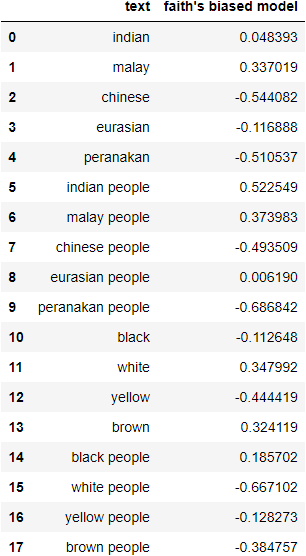 text faith's biased model
0 indian 0.048393
1 malay 0.337019
2 chinese -0.544082
3 eurasian -0.116888
4 peranakan -0.510537
5 indian people 0.522549
6 malay people 0.373983
7 chinese people -0.493509
8 eurasian people 0.006190
9 peranakan people -0.686842
10 black -0.112648
11 white 0.347992
12 yellow -0.444419
13 brown 0.324119
14 black people 0.185702
15 white people -0.667102
16 yellow people -0.128273
17 brown people -0.384757